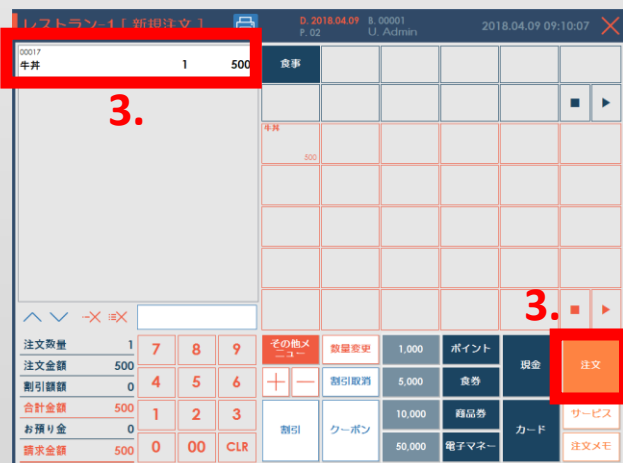 レストラン-1 [ 新規注文 ]
D. 2018.04.09 B. 00001
P. 02 U. Admin
2018.04.09 09:10:07
00017
牛丼 1 500
3.
食事
牛丼
500
3.
注文数量 1
注文金額 500
割引額額 0
合計金額 500
お預り金 0
請求金額 500
7 8 9
4 5 6
1 2 3
0 00 CLR
その他メ
ニュー
数量変更
割引取消
割引
クーポン
1,000
5,000
10,000
50,000
ポイント
食券
商品券
電子マネー
現金
カード
注文
サービス
注文メモ